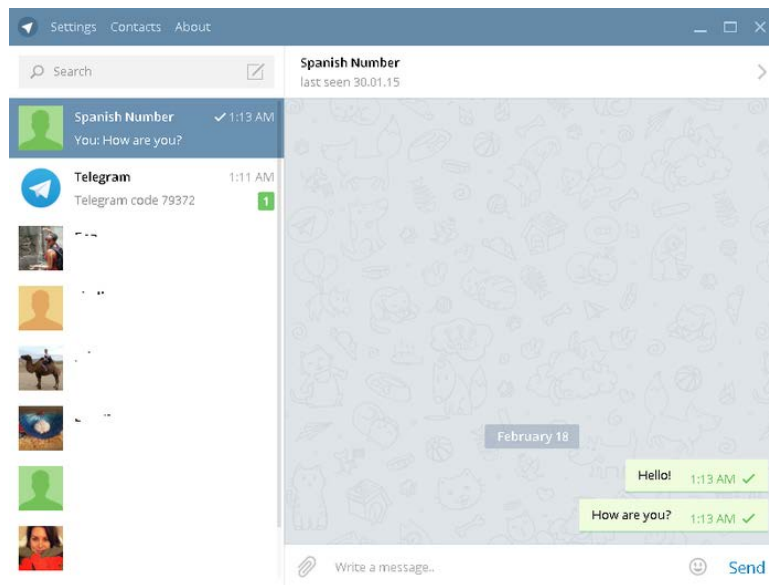 Settings Contacts About
Search
Spanish Number 1:13 AM
You: How are you?
Telegram 1:11 AM
Telegram code 79372 1
Spanish Number
last seen 30.01.15
February 18
Hello! 1:13 AM
How are you? 1:13 AM
Write a message..
Send